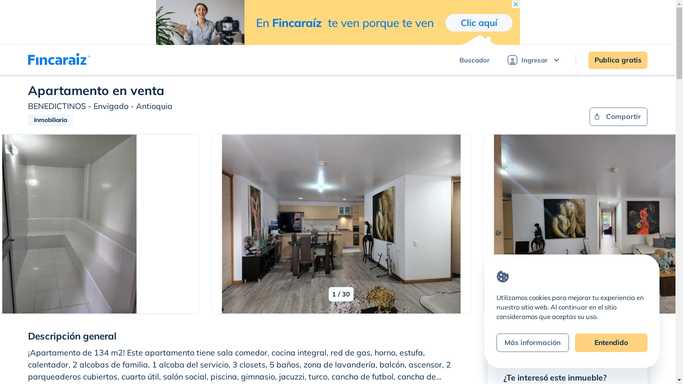 En Fincaraíz te ven porque te ven
Clic aquí
Fincaraiz
Buscador
Ingresar
Publica gratis
Apartamento en venta
BENEDICTINOS - Envigado - Antioquia
Inmobiliaria
Compartir
1 / 30
Utilizamos cookies para mejorar tu experiencia en
nuestro sitio web. Al continuar en el sitio
consideramos que aceptas su uso.
Más información
Entendido
Descripción general
¡Apartamento de 134 m2! Este apartamento tiene sala comedor, cocina integral, red de gas, horno, estufa,
calentador, 2 alcobas de familia, 1 alcoba del servicio, 3 closets, 5 baños, zona de lavandería, balcón, ascensor, 2
parqueaderos cubiertos, cuarto útil, salón social, piscina, gimnasio, jacuzzi, turco, cancha de futbol, cancha de...
¿Te interesó este inmueble?